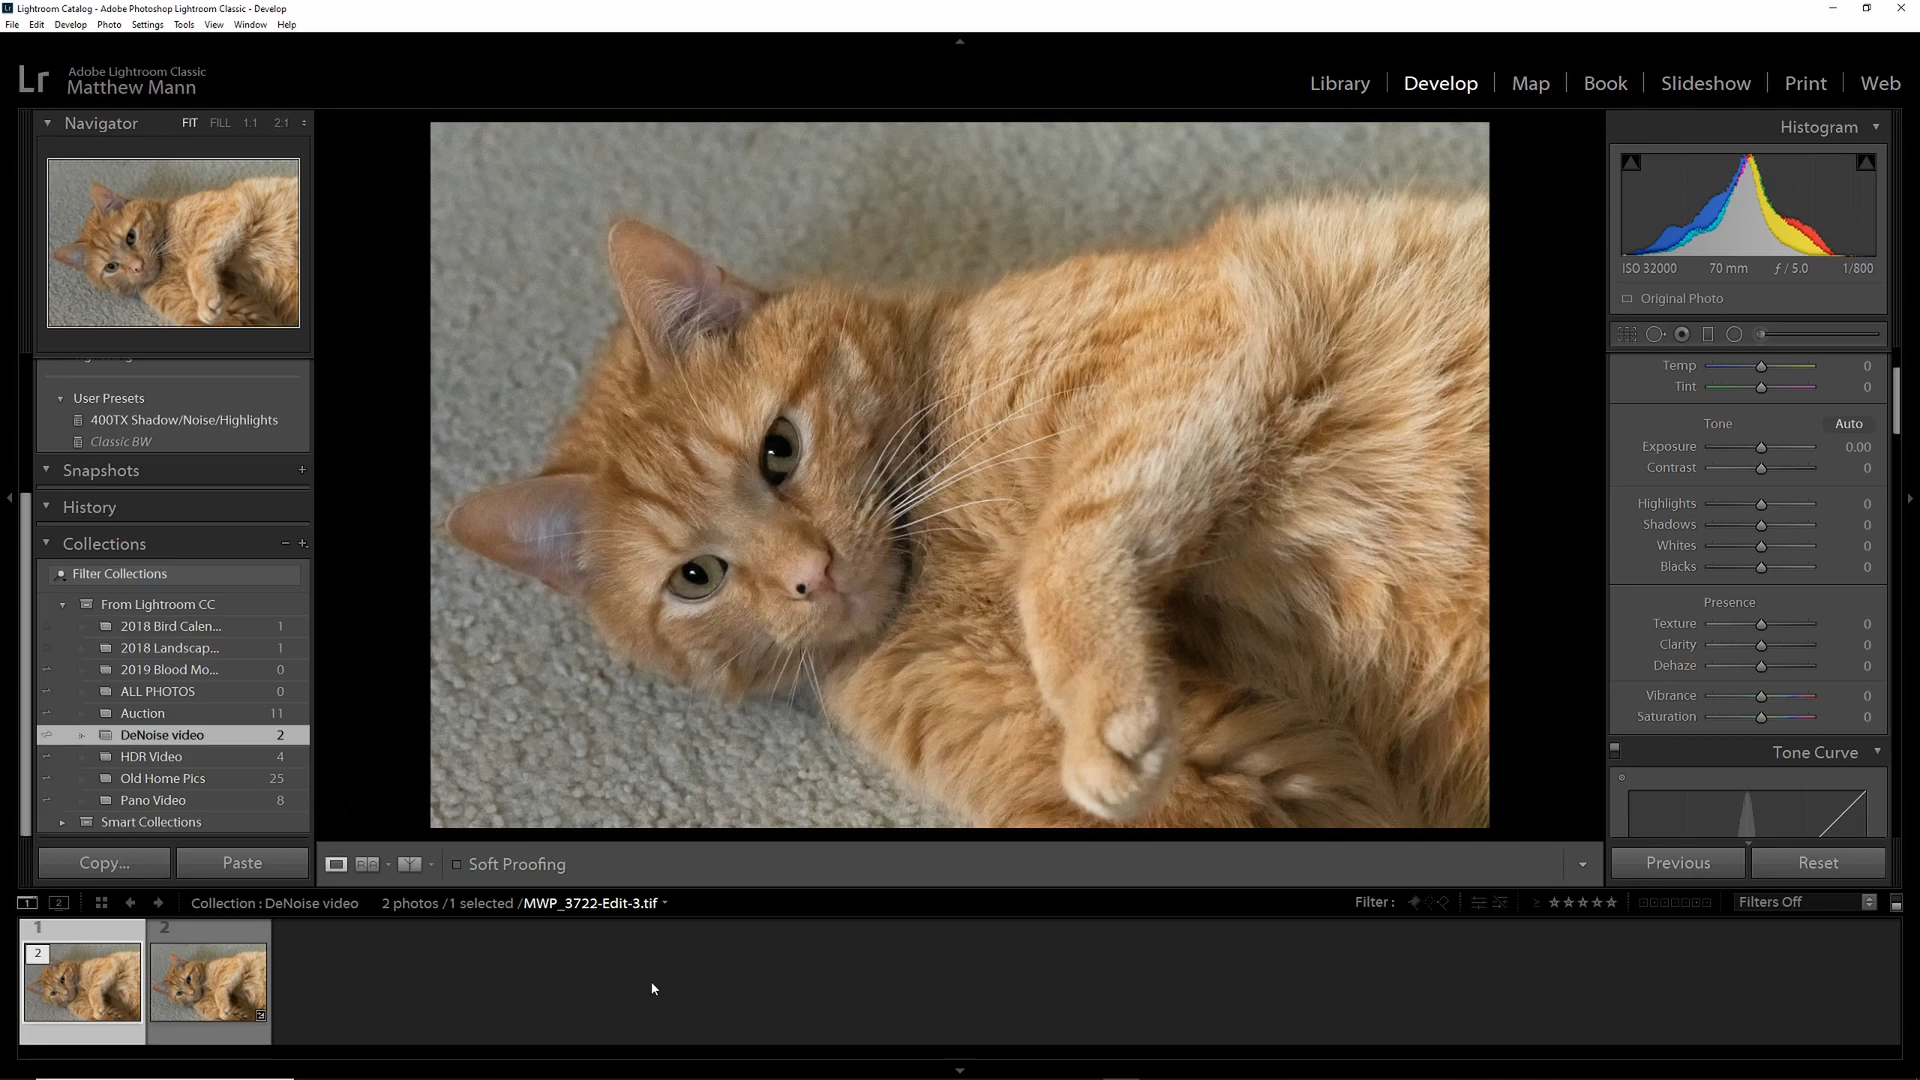 Lightroom Catalog - Adobe Photoshop Lightroom Classic - Develop
File Edit Develop Photo Settings Tools View Window Help
Lr
Adobe Lightroom Classic
Matthew Mann
Library
Develop
Map
Book
Slideshow
Print
Web
Navigator
FIT FILL 1:1 2:1
User Presets
400TX Shadow/Noise/Highlights
Classic BW
Snapshots
History
Collections
Filter Collections
From Lightroom CC
2018 Bird Calen... 1
2018 Landscap... 1
2019 Blood Mo... 0
ALL PHOTOS 0
Auction 11
DeNoise video 2
HDR Video 4
Old Home Pics 25
Pano Video 8
Smart Collections
Copy... Paste
Soft Proofing
Histogram
ISO 32000 70 mm ƒ / 5.0 1/800
Original Photo
Temp 0
Tint 0
Tone Auto
Exposure 0.00
Contrast 0
Highlights 0
Shadows 0
Whites 0
Blacks 0
Presence
Texture 0
Clarity 0
Dehaze 0
Vibrance 0
Saturation 0
Tone Curve
Previous Reset
1 2 Collection : DeNoise video 2 photos /1 selected /MWP_3722-Edit-3.tif
Filter : ≥ ★★★★★ Filters Off
1 2
2